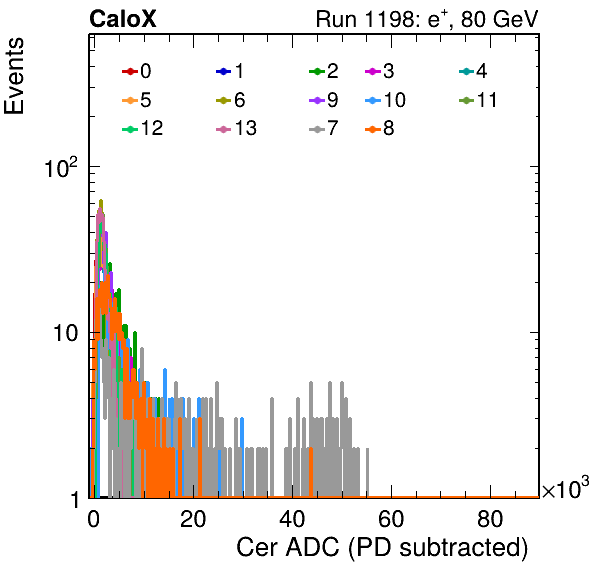 CaloX Run 1198: e+, 80 GeV
Events
0 1 2 3 4
5 6 9 10 11
12 13 7 8
10²
10
1
0 20 40 60 80 ×10³
Cer ADC (PD subtracted)